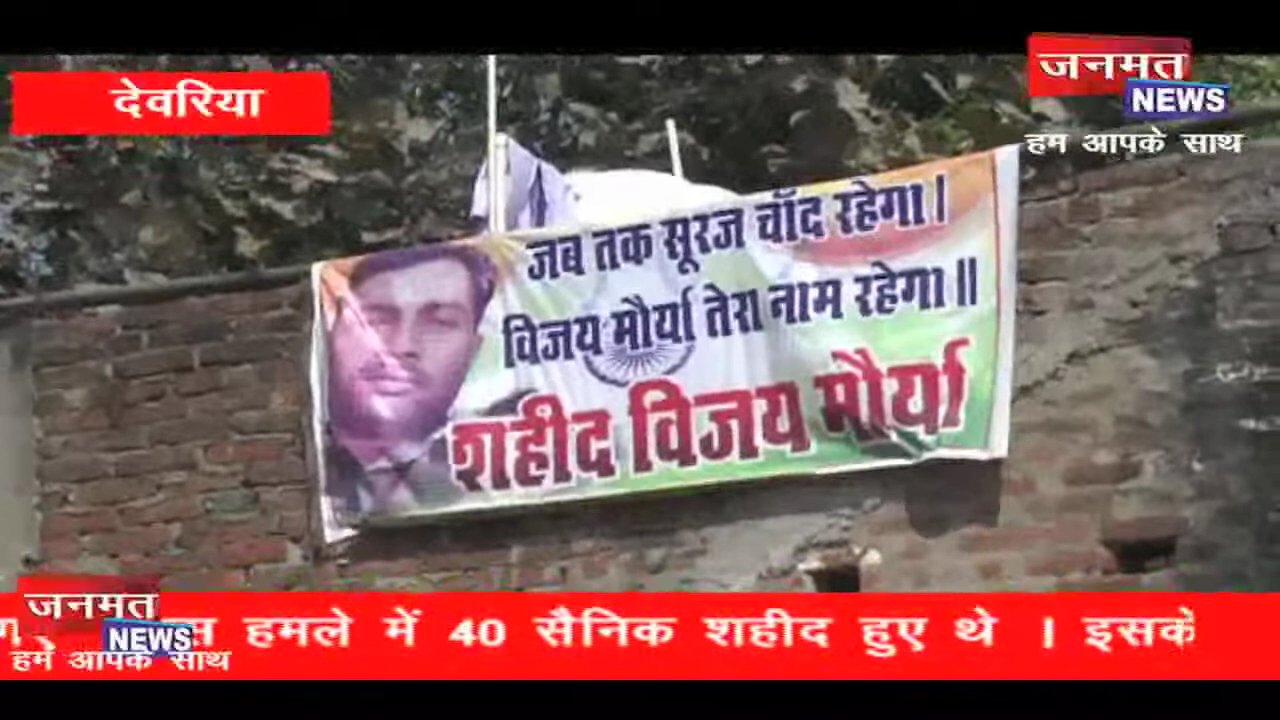 देवरिया
जनमत
NEWS
हम आपके साथ
जब तक सूरज चाँद रहेगा।
विजय मौर्या तेरा नाम रहेगा॥
शहीद विजय मौर्या
हमले में 40 सैनिक शहीद हुए थे । इसके
जनमत
NEWS
हम आपके साथ